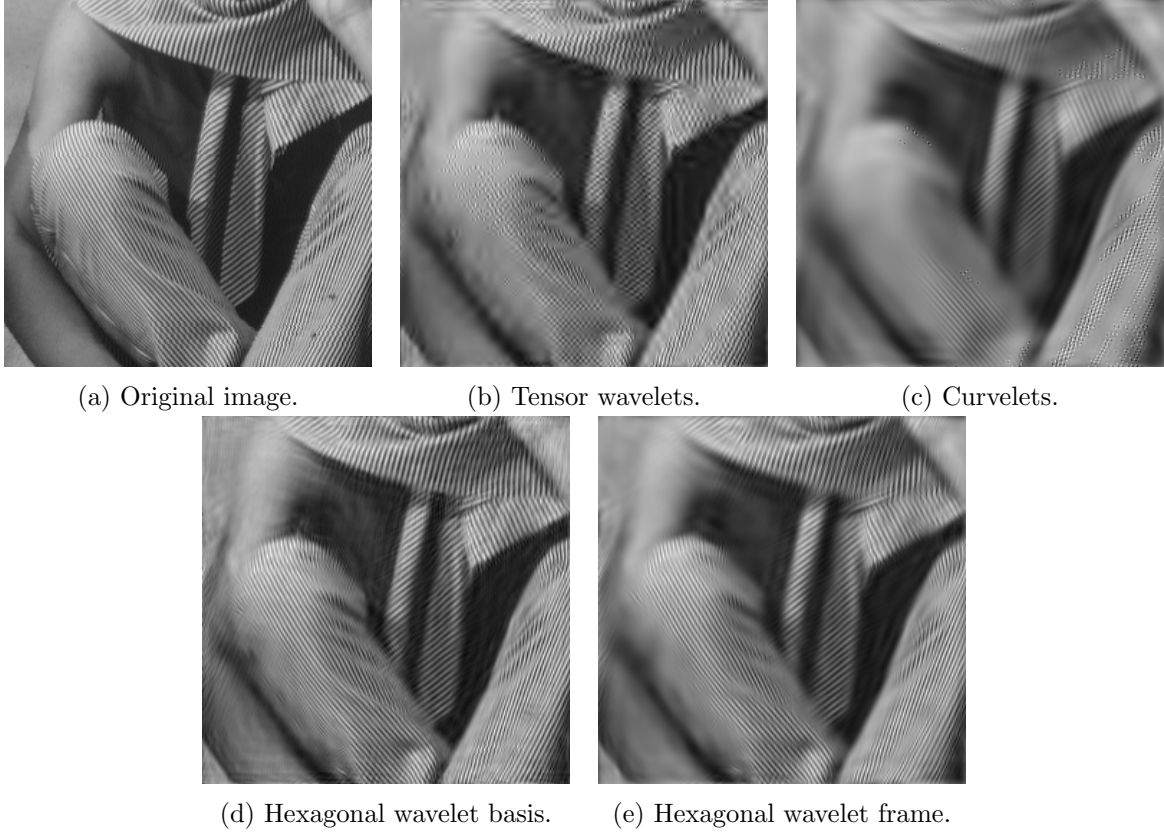 (a) Original image.
(b) Tensor wavelets.
(c) Curvelets.
(d) Hexagonal wavelet basis.
(e) Hexagonal wavelet frame.